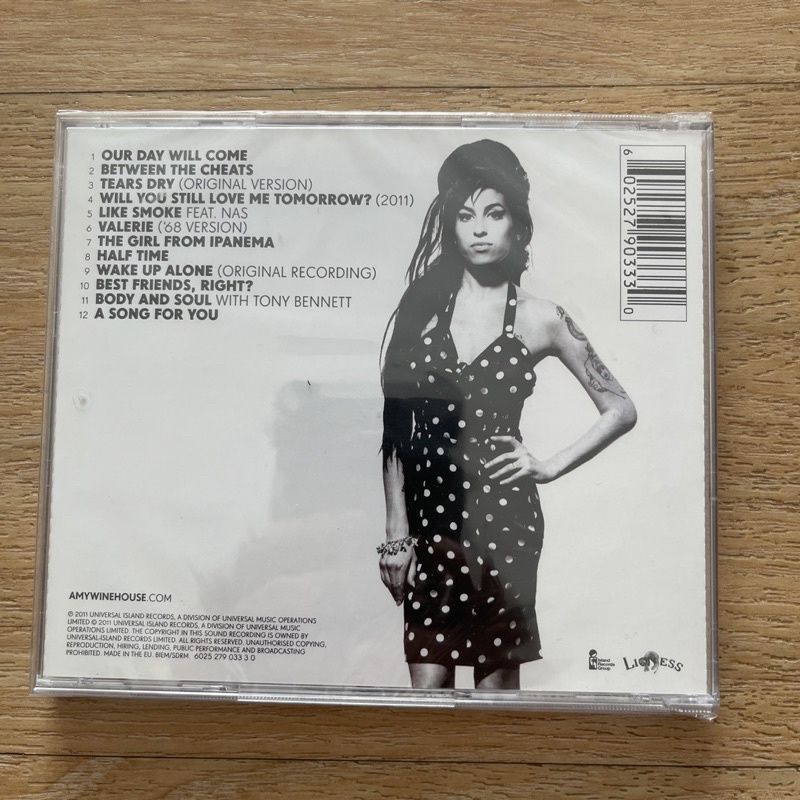 1 OUR DAY WILL COME
2 BETWEEN THE CHEATS
3 TEARS DRY (ORIGINAL VERSION)
4 WILL YOU STILL LOVE ME TOMORROW? (2011)
5 LIKE SMOKE FEAT. NAS
6 VALERIE ('68 VERSION)
7 THE GIRL FROM IPANEMA
8 HALF TIME
9 WAKE UP ALONE (ORIGINAL RECORDING)
10 BEST FRIENDS, RIGHT?
11 BODY AND SOUL WITH TONY BENNETT
12 A SONG FOR YOU
6 02527 90333 0
AMYWINEHOUSE.COM
℗ 2011 UNIVERSAL ISLAND RECORDS, A DIVISION OF UNIVERSAL MUSIC OPERATIONS
LIMITED © 2011 UNIVERSAL ISLAND RECORDS, A DIVISION OF UNIVERSAL MUSIC
OPERATIONS LIMITED. THE COPYRIGHT IN THIS SOUND RECORDING IS OWNED BY
UNIVERSAL-ISLAND RECORDS LIMITED. ALL RIGHTS RESERVED. UNAUTHORISED COPYING,
REPRODUCTION, HIRING, LENDING, PUBLIC PERFORMANCE AND BROADCASTING
PROHIBITED. MADE IN THE EU. BIEM/SDRM. 6025 279 033 3 0
Island
Records
Group
LIONESS